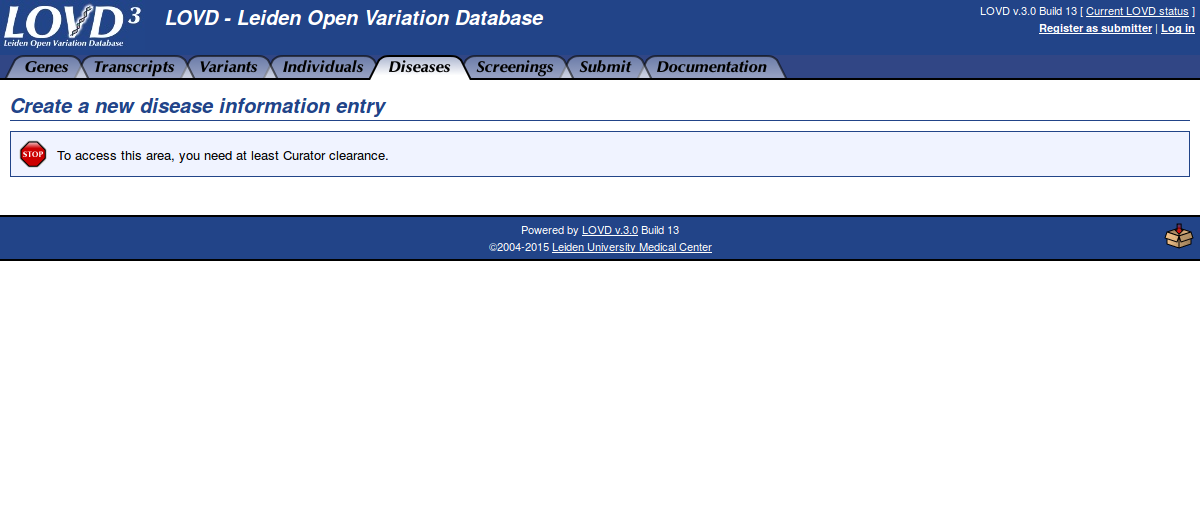 LOVD 3
Leiden Open Variation Database
LOVD - Leiden Open Variation Database
LOVD v.3.0 Build 13 [ Current LOVD status ]
Register as submitter | Log in
Genes Transcripts Variants Individuals Diseases Screenings Submit Documentation
Create a new disease information entry
STOP To access this area, you need at least Curator clearance.
Powered by LOVD v.3.0 Build 13
©2004-2015 Leiden University Medical Center